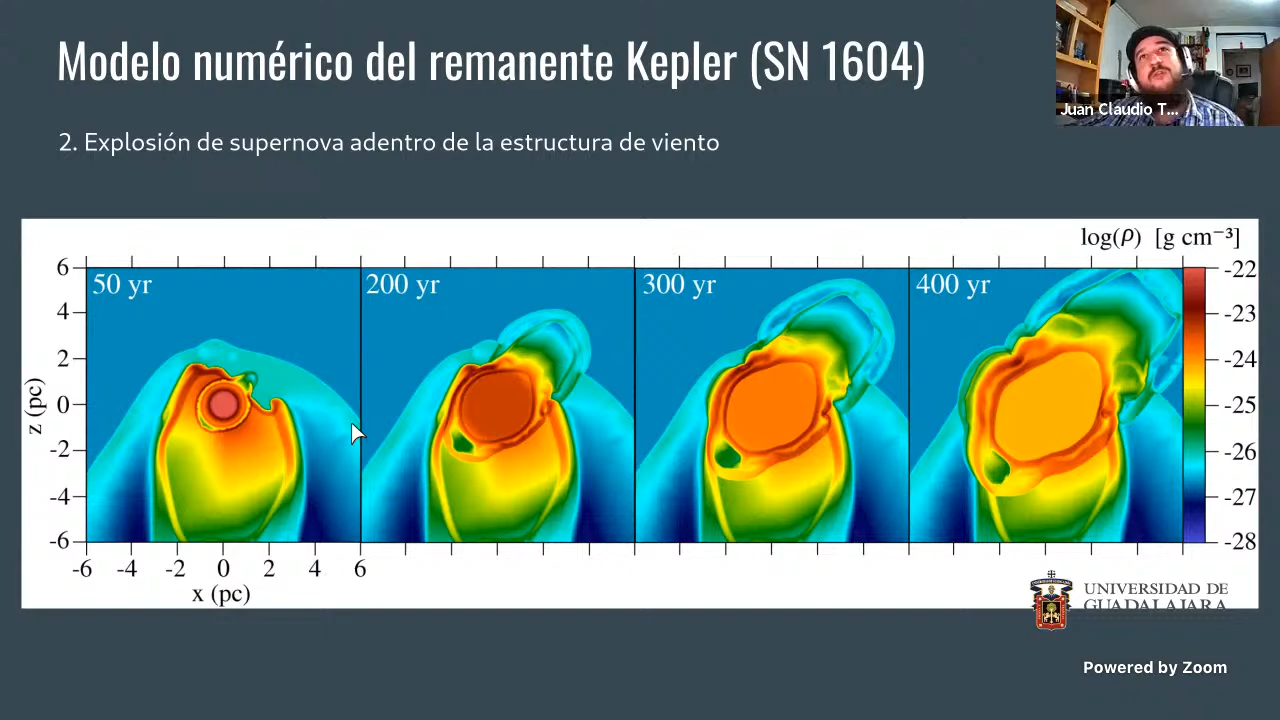 Modelo numérico del remanente Kepler (SN 1604)
Juan Claudio T...
2. Explosión de supernova adentro de la estructura de viento
log(ρ) [g cm⁻³]
50 yr
200 yr
300 yr
400 yr
6
4
2
0
-2
-4
-6
z (pc)
-22
-23
-24
-25
-26
-27
-28
-6 -4 -2 0 2 4 6
x (pc)
UNIVERSIDAD DE
GUADALAJARA
Powered by Zoom